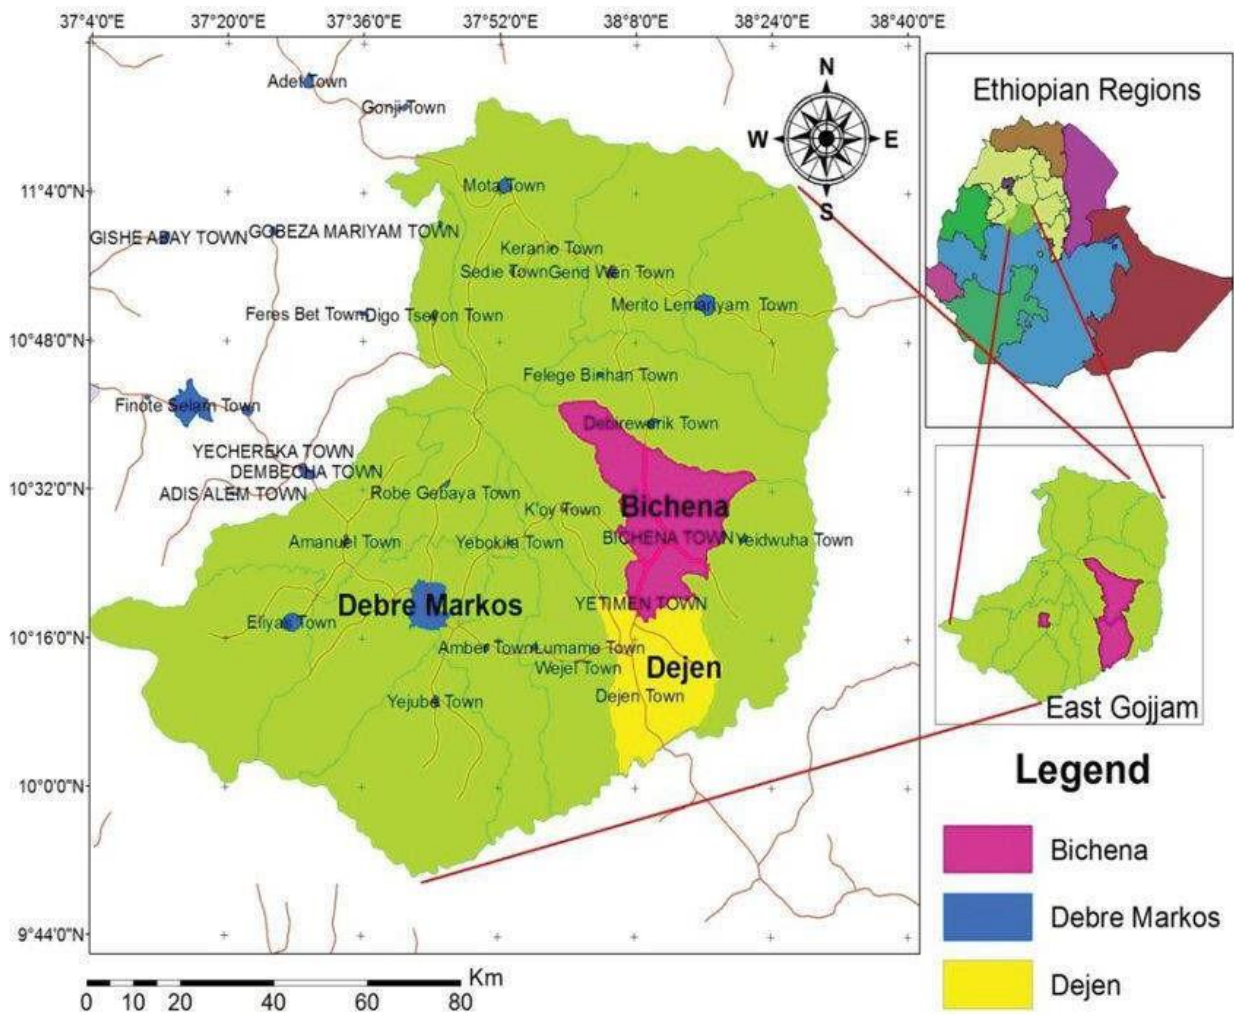 37°4'0"E 37°20'0"E 37°36'0"E 37°52'0"E 38°8'0"E 38°24'0"E 38°40'0"E
Adet Town
Gonji Town
N
W E
S
Ethiopian Regions
11°4'0"N
Mota Town
GISHE ABAY TOWN GOBEZA MARIYAM TOWN
Keranio Town
Sedie Town Gend Wen Town
Merito Lemariyam Town
Feres Bet Town Digo Tseyon Town
10°48'0"N
Felege Birhan Town
Finote Selam Town
Debirewerik Town
YECHEREKA TOWN
DEMBECHA TOWN
10°32'0"N
ADIS ALEM TOWN Robe Gebaya Town
K'oy Town Bichena
Amanuel Town Yebokila Town BICHENA TOWN Yeidwuha Town
Debre Markos YETIMEN TOWN
Eliyas Town
10°16'0"N
Amber Town Lumame Town
Wejel Town Dejen
Yejube Town Dejen Town
East Gojjam
10°0'0"N
9°44'0"N
Legend
Bichena
Debre Markos
Dejen
Km
0 10 20 40 60 80